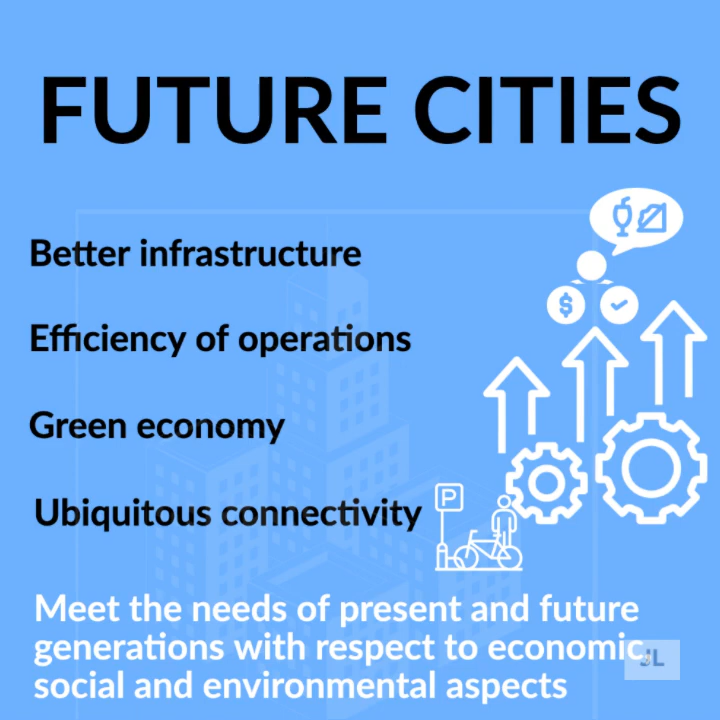 FUTURE CITIES
Better infrastructure
Efficiency of operations
Green economy
Ubiquitous connectivity
P
$
Meet the needs of present and future
generations with respect to economic,
social and environmental aspects
JL